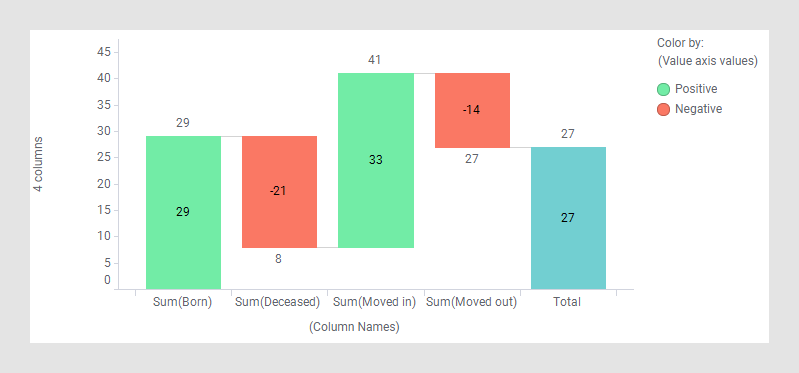 Color by:
(Value axis values)
Positive
Negative
4 columns
45
40
35
30
25
20
15
10
5
0
29
29
-21
8
41
33
-14
27
27
27
Sum(Born)
Sum(Deceased)
Sum(Moved in)
Sum(Moved out)
Total
(Column Names)